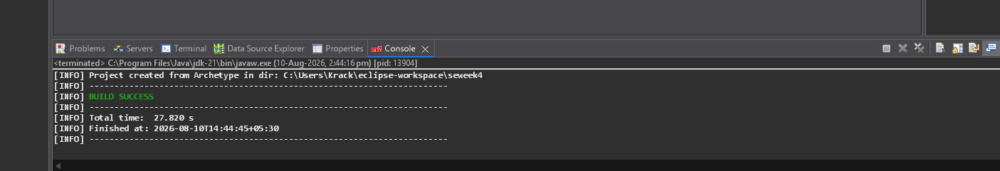 Problems Servers Terminal Data Source Explorer Properties Console
<terminated> C:\Program Files\Java\jdk-21\bin\javaw.exe (10-Aug-2026, 2:44:16 pm) [pid: 13904]
[INFO] Project created from Archetype in dir: C:\Users\Krack\eclipse-workspace\seweek4
[INFO] ------------------------------------------------------------------------
[INFO] BUILD SUCCESS
[INFO] ------------------------------------------------------------------------
[INFO] Total time:  27.820 s
[INFO] Finished at: 2026-08-10T14:44:45+05:30
[INFO] ------------------------------------------------------------------------